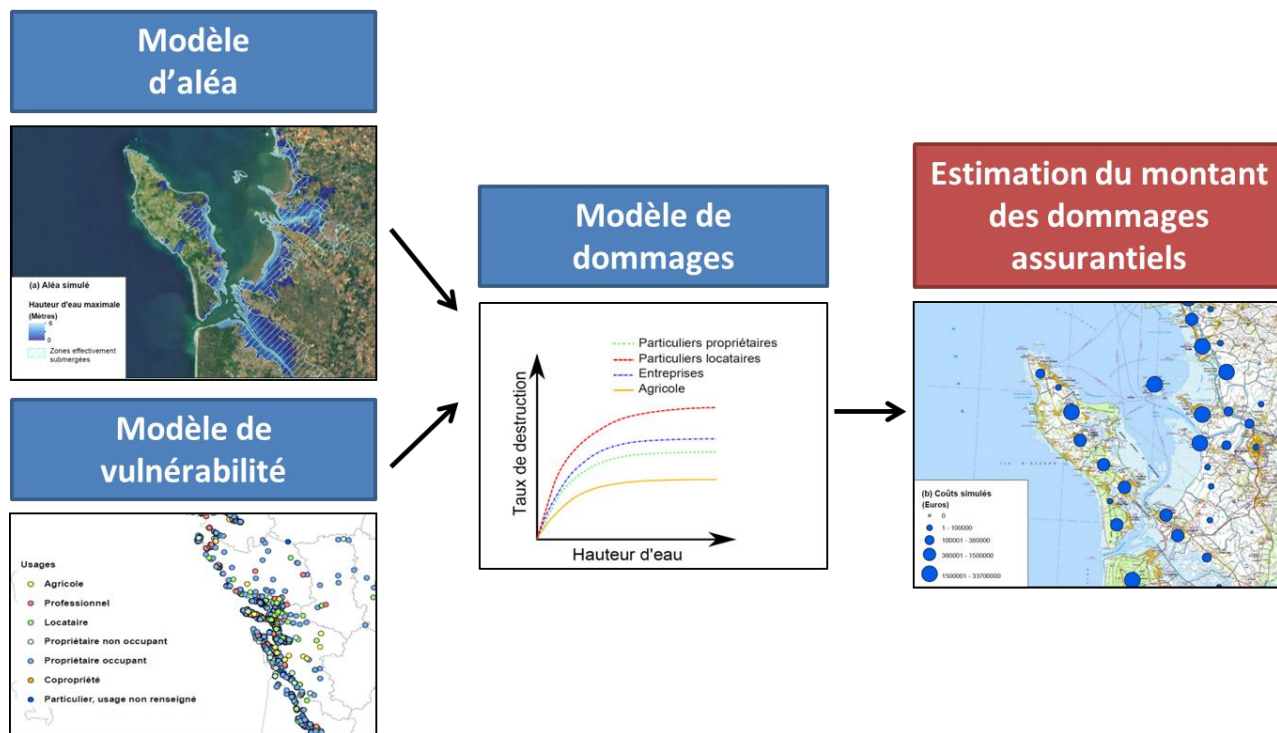 Modèle
d'aléa
(a) Aléa simulé
Hauteur d'eau maximale
(Mètres)
6
0
Zones effectivement
submergées
Modèle de
vulnérabilité
Usages
Agricole
Professionnel
Locataire
Propriétaire non occupant
Propriétaire occupant
Copropriété
Particulier, usage non renseigné
Modèle de
dommages
Particuliers propriétaires
Particuliers locataires
Entreprises
Agricole
Taux de destruction
Hauteur d'eau
Estimation du montant
des dommages
assurantiels
(b) Coûts simulés
(Euros)
0
1 - 100000
100001 - 380000
380001 - 1500000
1500001 - 33700000